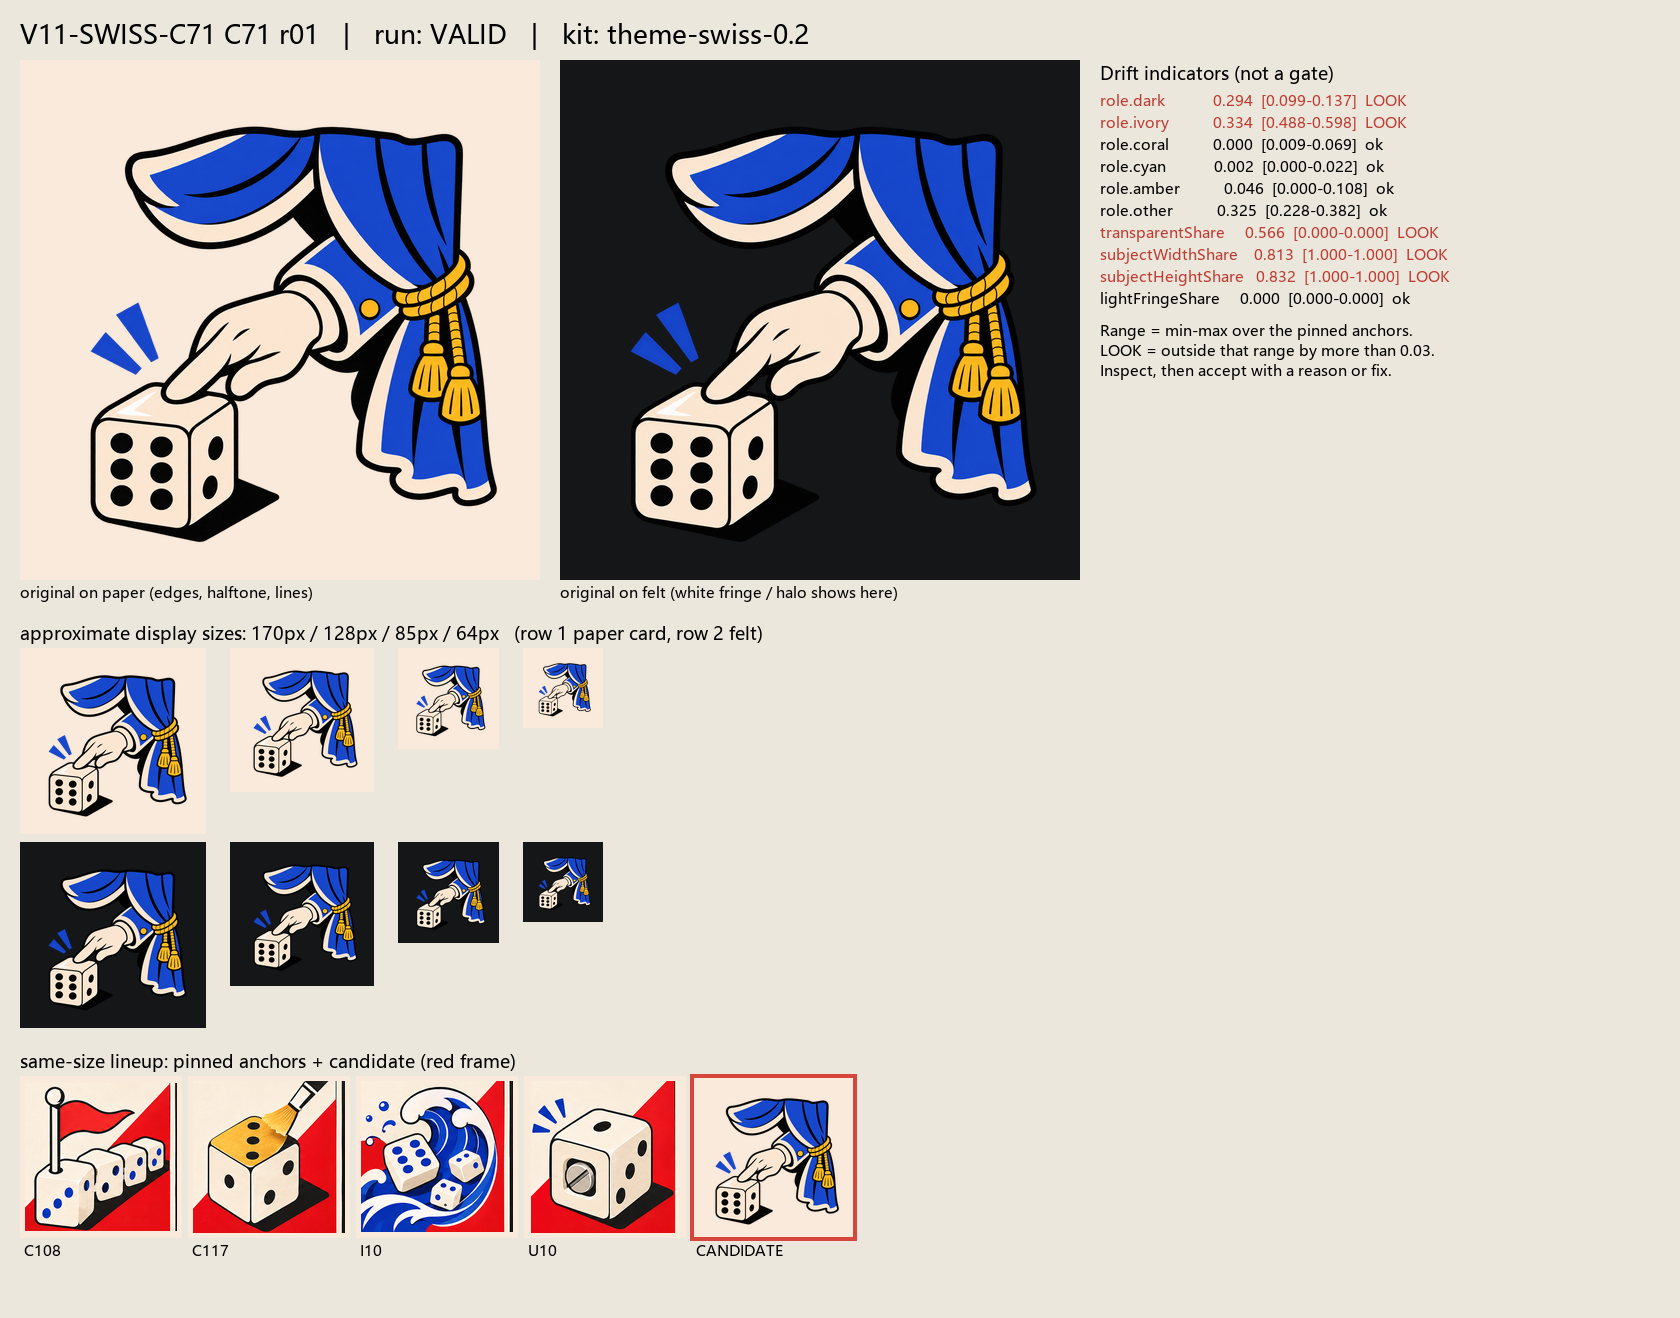 V11-SWISS-C71 C71 r01 | run: VALID | kit: theme-swiss-0.2
Drift indicators (not a gate)
role.dark 0.294 [0.099-0.137] LOOK
role.ivory 0.334 [0.488-0.598] LOOK
role.coral 0.000 [0.009-0.069] ok
role.cyan 0.002 [0.000-0.022] ok
role.amber 0.046 [0.000-0.108] ok
role.other 0.325 [0.228-0.382] ok
transparentShare 0.566 [0.000-0.000] LOOK
subjectWidthShare 0.813 [1.000-1.000] LOOK
subjectHeightShare 0.832 [1.000-1.000] LOOK
lightFringeShare 0.000 [0.000-0.000] ok
Range = min-max over the pinned anchors.
LOOK = outside that range by more than 0.03.
Inspect, then accept with a reason or fix.
original on paper (edges, halftone, lines)
original on felt (white fringe / halo shows here)
approximate display sizes: 170px / 128px / 85px / 64px (row 1 paper card, row 2 felt)
same-size lineup: pinned anchors + candidate (red frame)
C108
C117
I10
U10
CANDIDATE